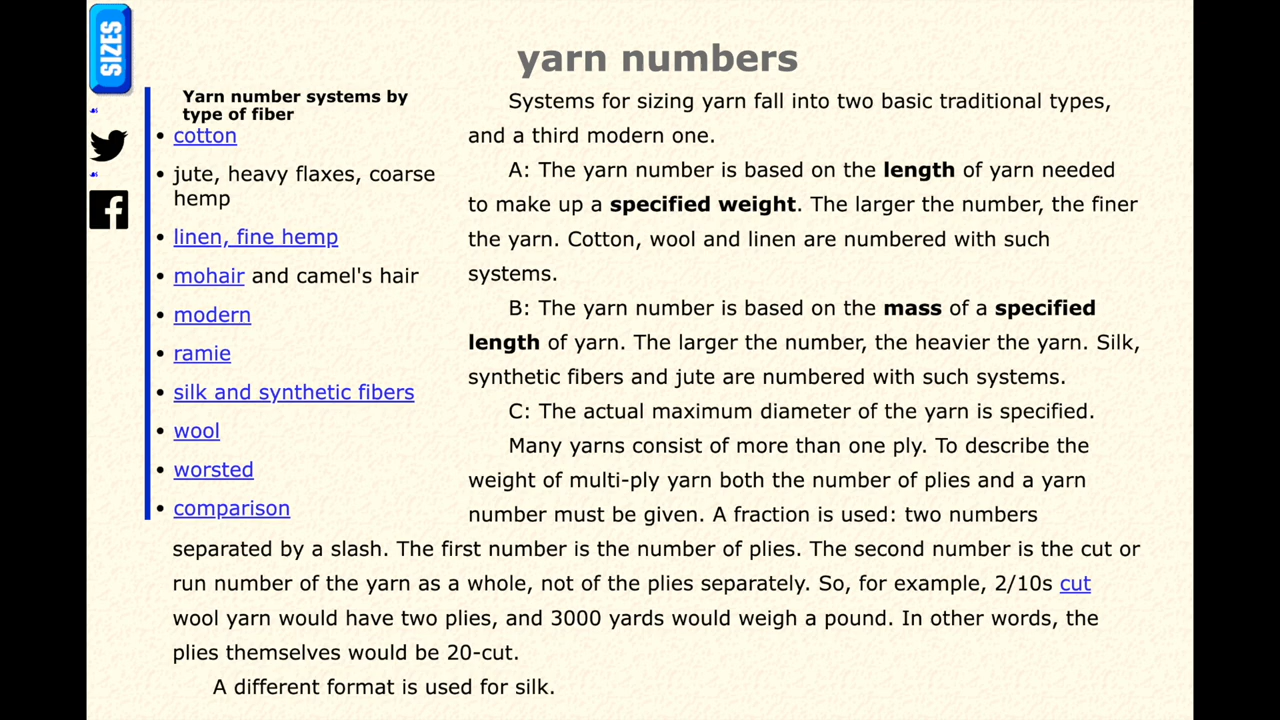 SIZES
yarn numbers
Yarn number systems by
type of fiber
• cotton
• jute, heavy flaxes, coarse
hemp
• linen, fine hemp
• mohair and camel's hair
• modern
• ramie
• silk and synthetic fibers
• wool
• worsted
• comparison
Systems for sizing yarn fall into two basic traditional types,
and a third modern one.
A: The yarn number is based on the length of yarn needed
to make up a specified weight. The larger the number, the finer
the yarn. Cotton, wool and linen are numbered with such
systems.
B: The yarn number is based on the mass of a specified
length of yarn. The larger the number, the heavier the yarn. Silk,
synthetic fibers and jute are numbered with such systems.
C: The actual maximum diameter of the yarn is specified.
Many yarns consist of more than one ply. To describe the
weight of multi-ply yarn both the number of plies and a yarn
number must be given. A fraction is used: two numbers
separated by a slash. The first number is the number of plies. The second number is the cut or
run number of the yarn as a whole, not of the plies separately. So, for example, 2/10s cut
wool yarn would have two plies, and 3000 yards would weigh a pound. In other words, the
plies themselves would be 20-cut.
A different format is used for silk.